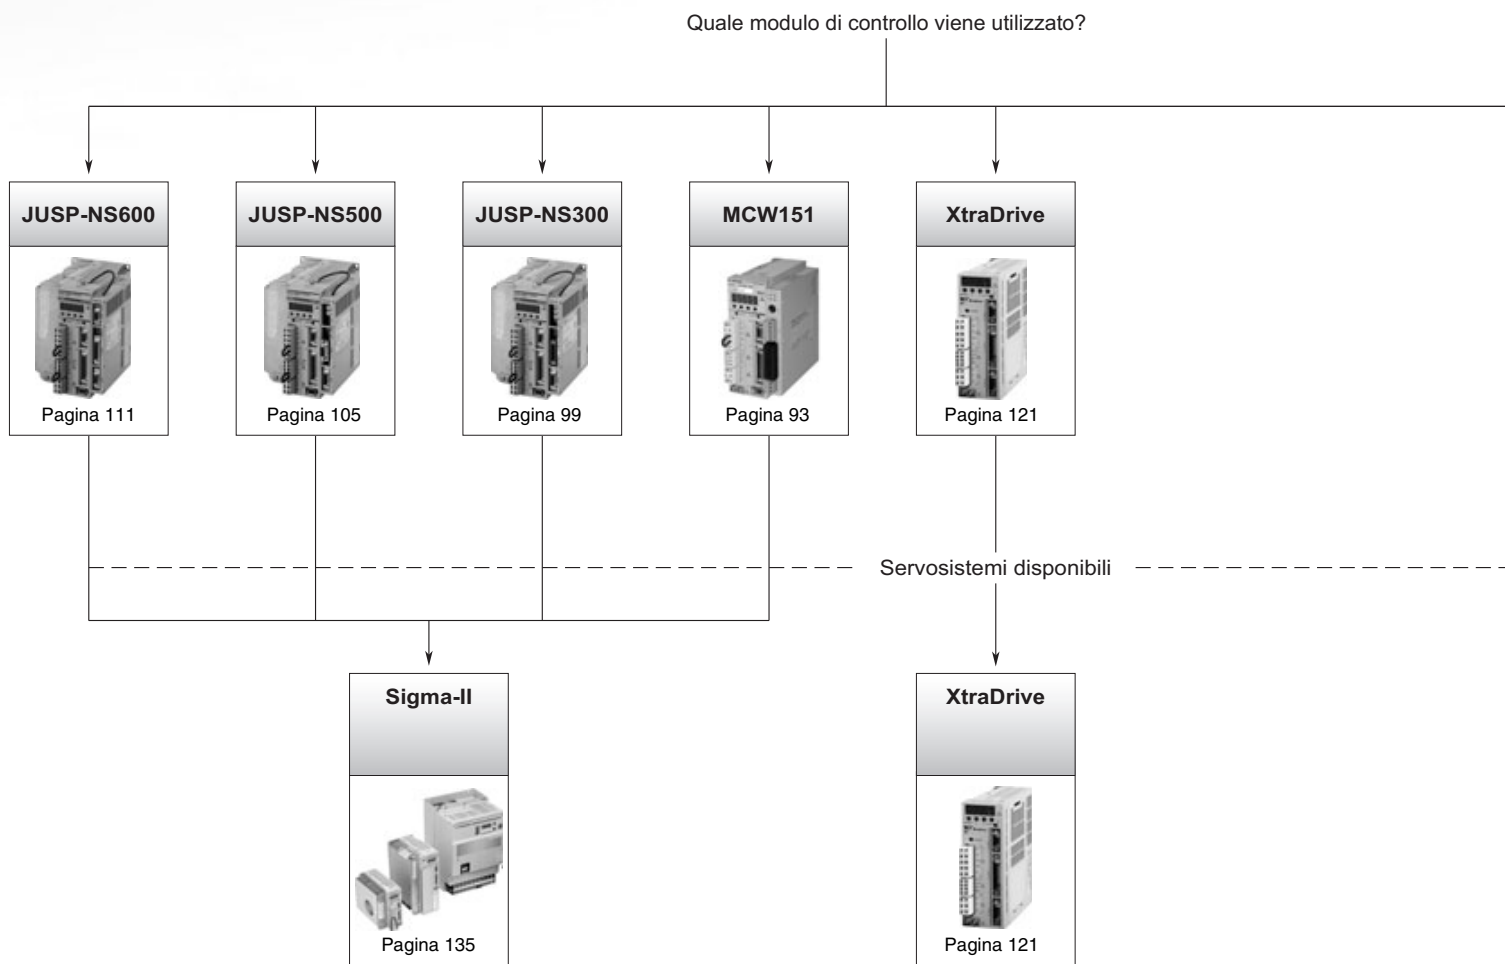 Quale modulo di controllo viene utilizzato?
JUSP-NS600
JUSP-NS500
JUSP-NS300
MCW151
XtraDrive
Pagina 111
Pagina 105
Pagina 99
Pagina 93
Pagina 121
Servosistemi disponibili
Sigma-II
XtraDrive
Pagina 135
Pagina 121